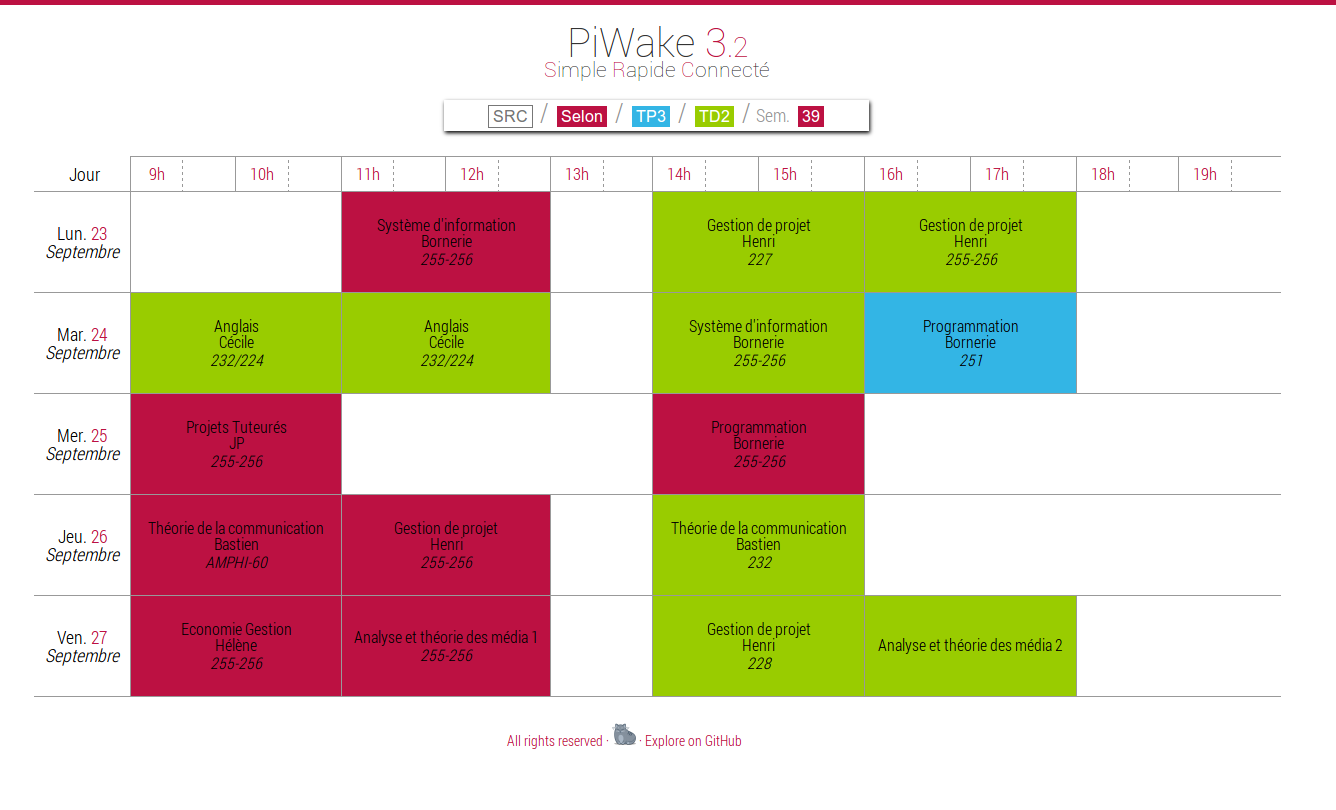 PiWake 3.2
Simple Rapide Connecté
SRC / Selon / TP3 / TD2 / Sem. 39
Jour 9h 10h 11h 12h 13h 14h 15h 16h 17h 18h 19h
Lun. 23
Septembre
Système d'information
Bornerie
255-256
Gestion de projet
Henri
227
Gestion de projet
Henri
255-256
Mar. 24
Septembre
Anglais
Cécile
232/224
Anglais
Cécile
232/224
Système d'information
Bornerie
255-256
Programmation
Bornerie
251
Mer. 25
Septembre
Projets Tuteurés
JP
255-256
Programmation
Bornerie
255-256
Jeu. 26
Septembre
Théorie de la communication
Bastien
AMPHI-60
Gestion de projet
Henri
255-256
Théorie de la communication
Bastien
232
Ven. 27
Septembre
Economie Gestion
Hélène
255-256
Analyse et théorie des média 1
255-256
Gestion de projet
Henri
228
Analyse et théorie des média 2
All rights reserved · · Explore on GitHub